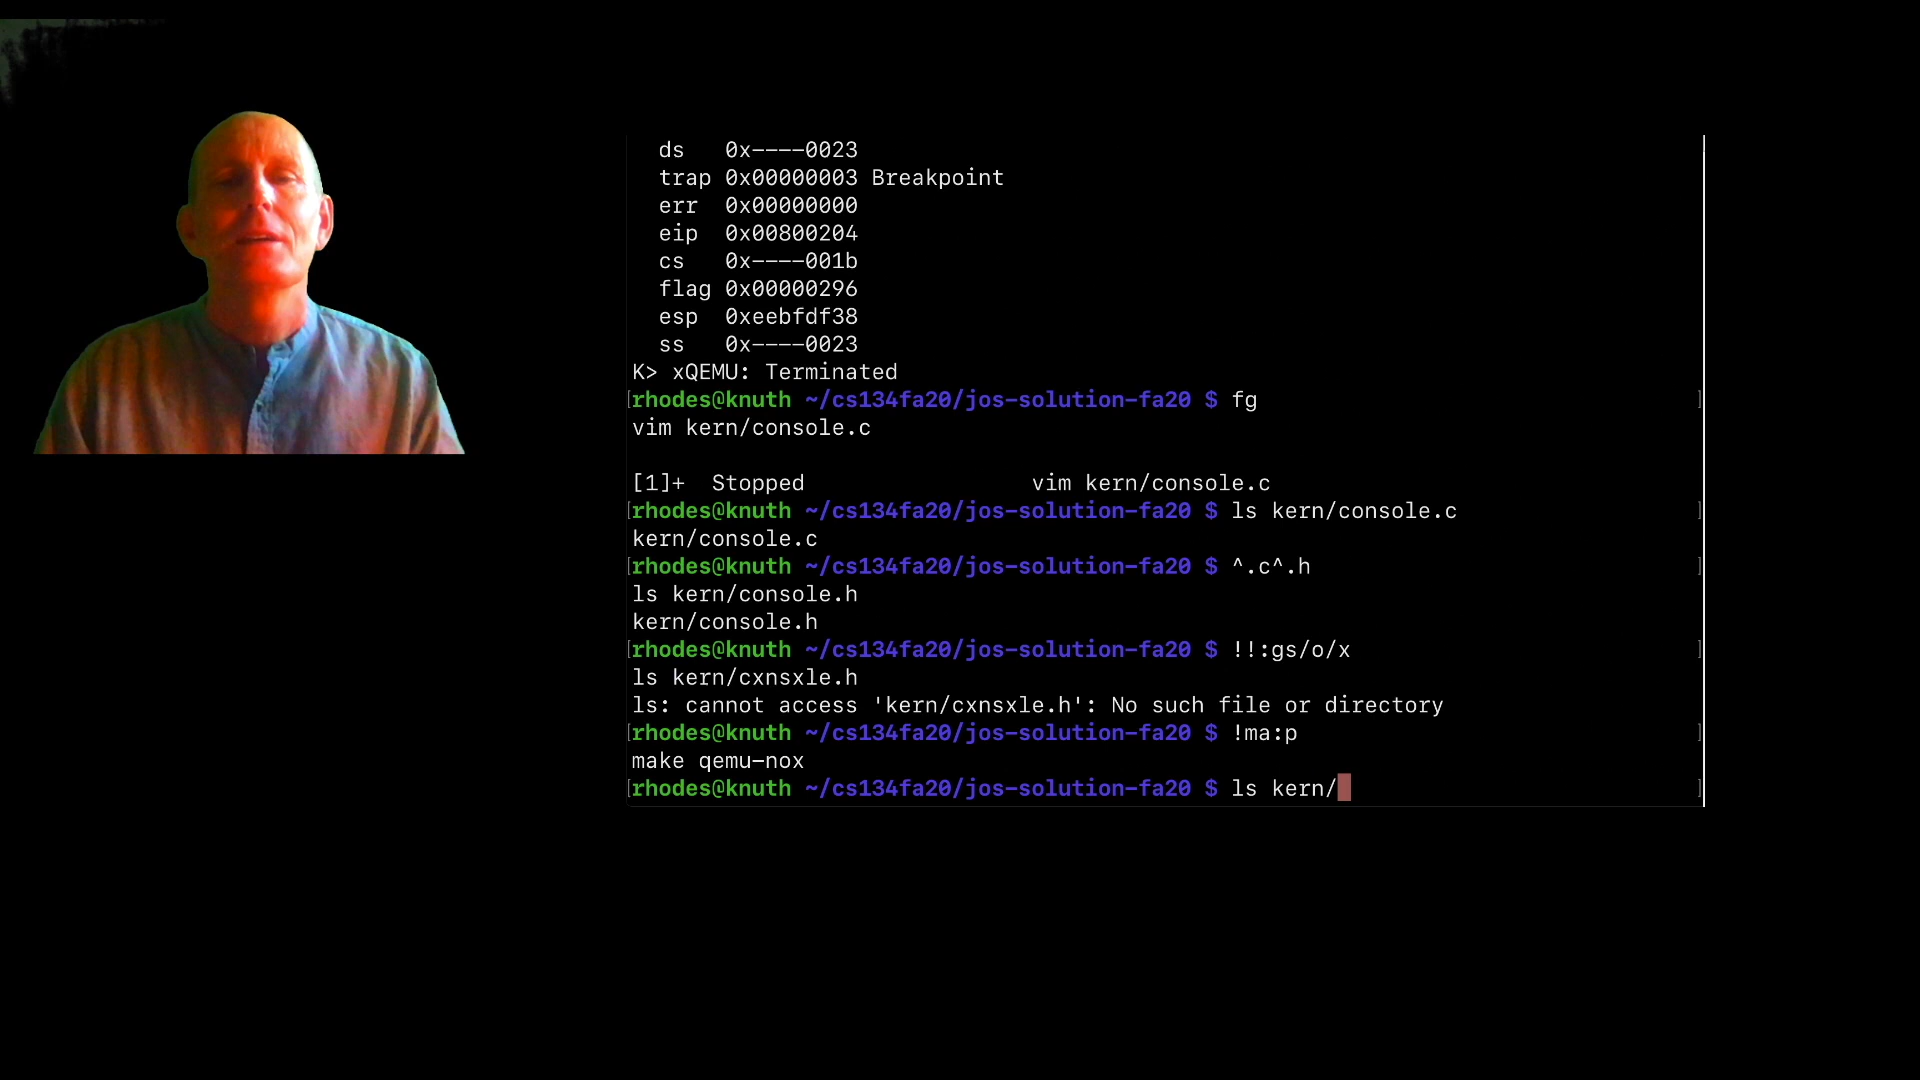 ds 0x----0023
trap 0x00000003 Breakpoint
err 0x00000000
eip 0x00800204
cs 0x----001b
flag 0x00000296
esp 0xeebfdf38
ss 0x----0023
K> xQEMU: Terminated
[rhodes@knuth ~/cs134fa20/jos-solution-fa20 $ fg ]
vim kern/console.c
[1]+ Stopped vim kern/console.c
[rhodes@knuth ~/cs134fa20/jos-solution-fa20 $ ls kern/console.c ]
kern/console.c
[rhodes@knuth ~/cs134fa20/jos-solution-fa20 $ ^.c^.h ]
ls kern/console.h
kern/console.h
[rhodes@knuth ~/cs134fa20/jos-solution-fa20 $ !!:gs/o/x ]
ls kern/cxnsxle.h
ls: cannot access 'kern/cxnsxle.h': No such file or directory
[rhodes@knuth ~/cs134fa20/jos-solution-fa20 $ !ma:p ]
make qemu-nox
[rhodes@knuth ~/cs134fa20/jos-solution-fa20 $ ls kern/ ]